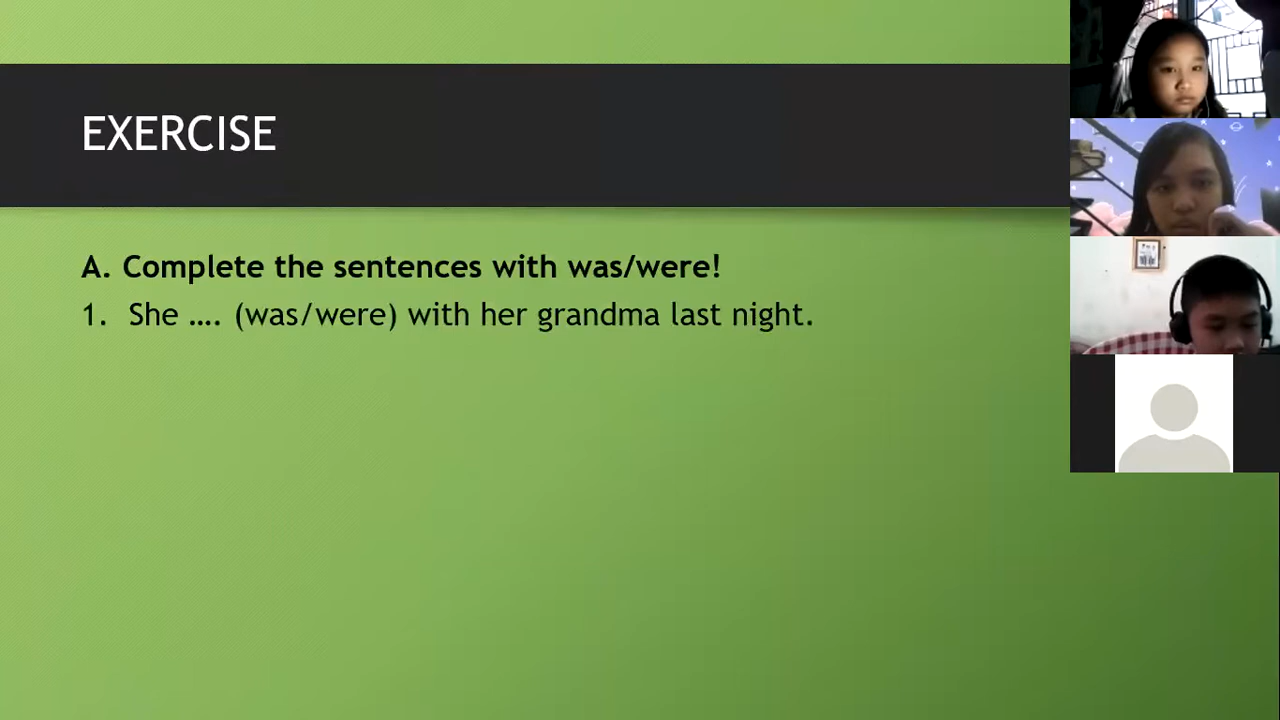 EXERCISE
A. Complete the sentences with was/were!
1. She .... (was/were) with her grandma last night.